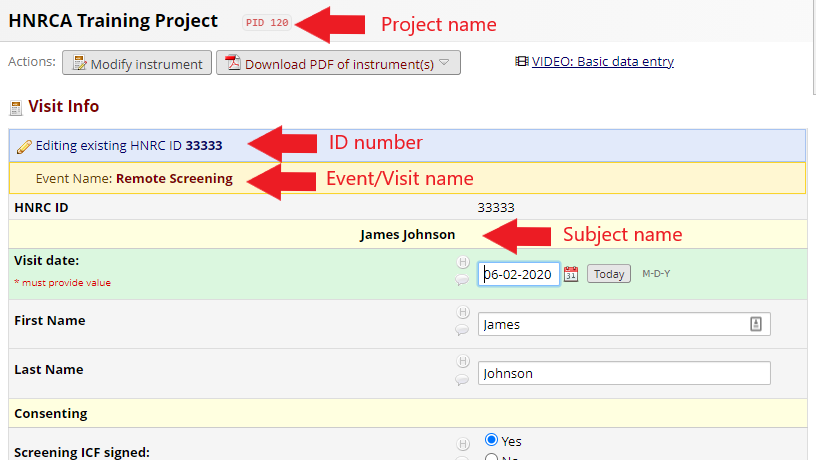 HNRCA Training Project PID 120 Project name
Actions: Modify instrument Download PDF of instrument(s) VIDEO: Basic data entry
Visit Info
Editing existing HNRC ID 33333 ID number
Event Name: Remote Screening Event/Visit name
HNRC ID 33333
James Johnson Subject name
Visit date: H
* must provide value 06-02-2020 31 Today M-D-Y
First Name H
James
Last Name H
Johnson
Consenting
Screening ICF signed: H Yes
No